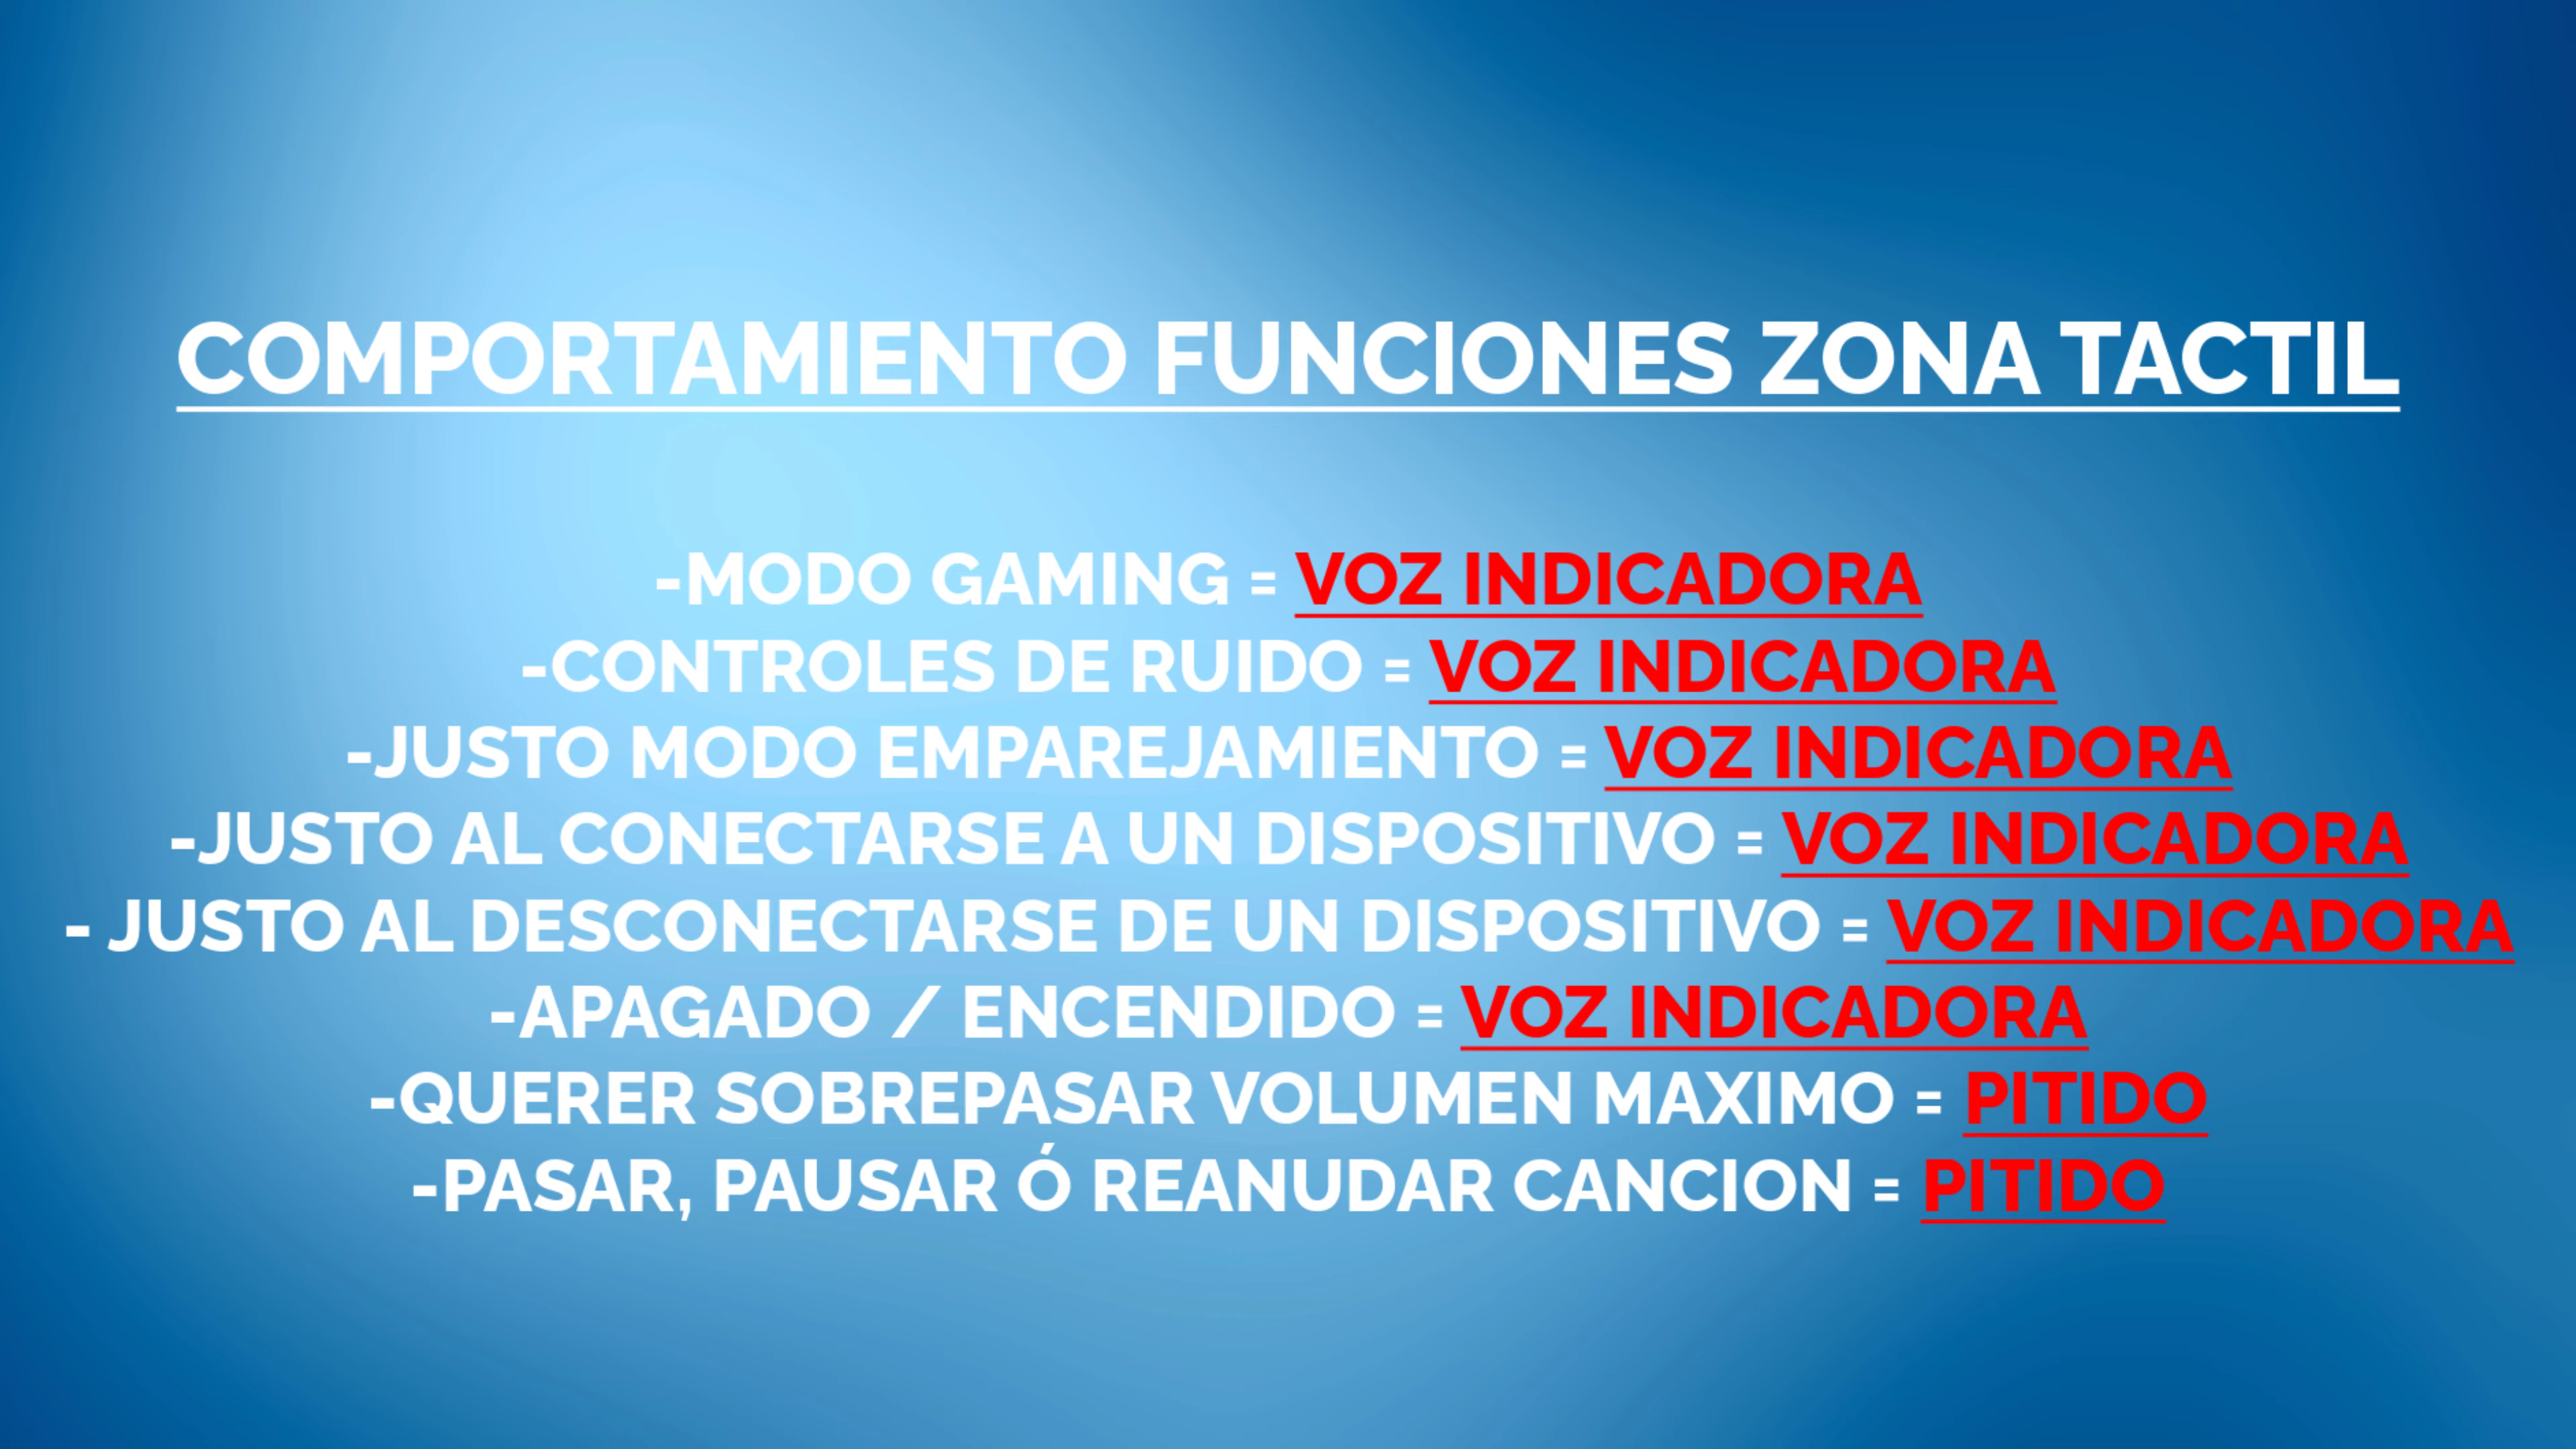 COMPORTAMIENTO FUNCIONES ZONA TACTIL
-MODO GAMING = VOZ INDICADORA
-CONTROLES DE RUIDO = VOZ INDICADORA
-JUSTO MODO EMPAREJAMIENTO = VOZ INDICADORA
-JUSTO AL CONECTARSE A UN DISPOSITIVO = VOZ INDICADORA
- JUSTO AL DESCONECTARSE DE UN DISPOSITIVO = VOZ INDICADORA
-APAGADO / ENCENDIDO = VOZ INDICADORA
-QUERER SOBREPASAR VOLUMEN MAXIMO = PITIDO
-PASAR, PAUSAR Ó REANUDAR CANCION = PITIDO